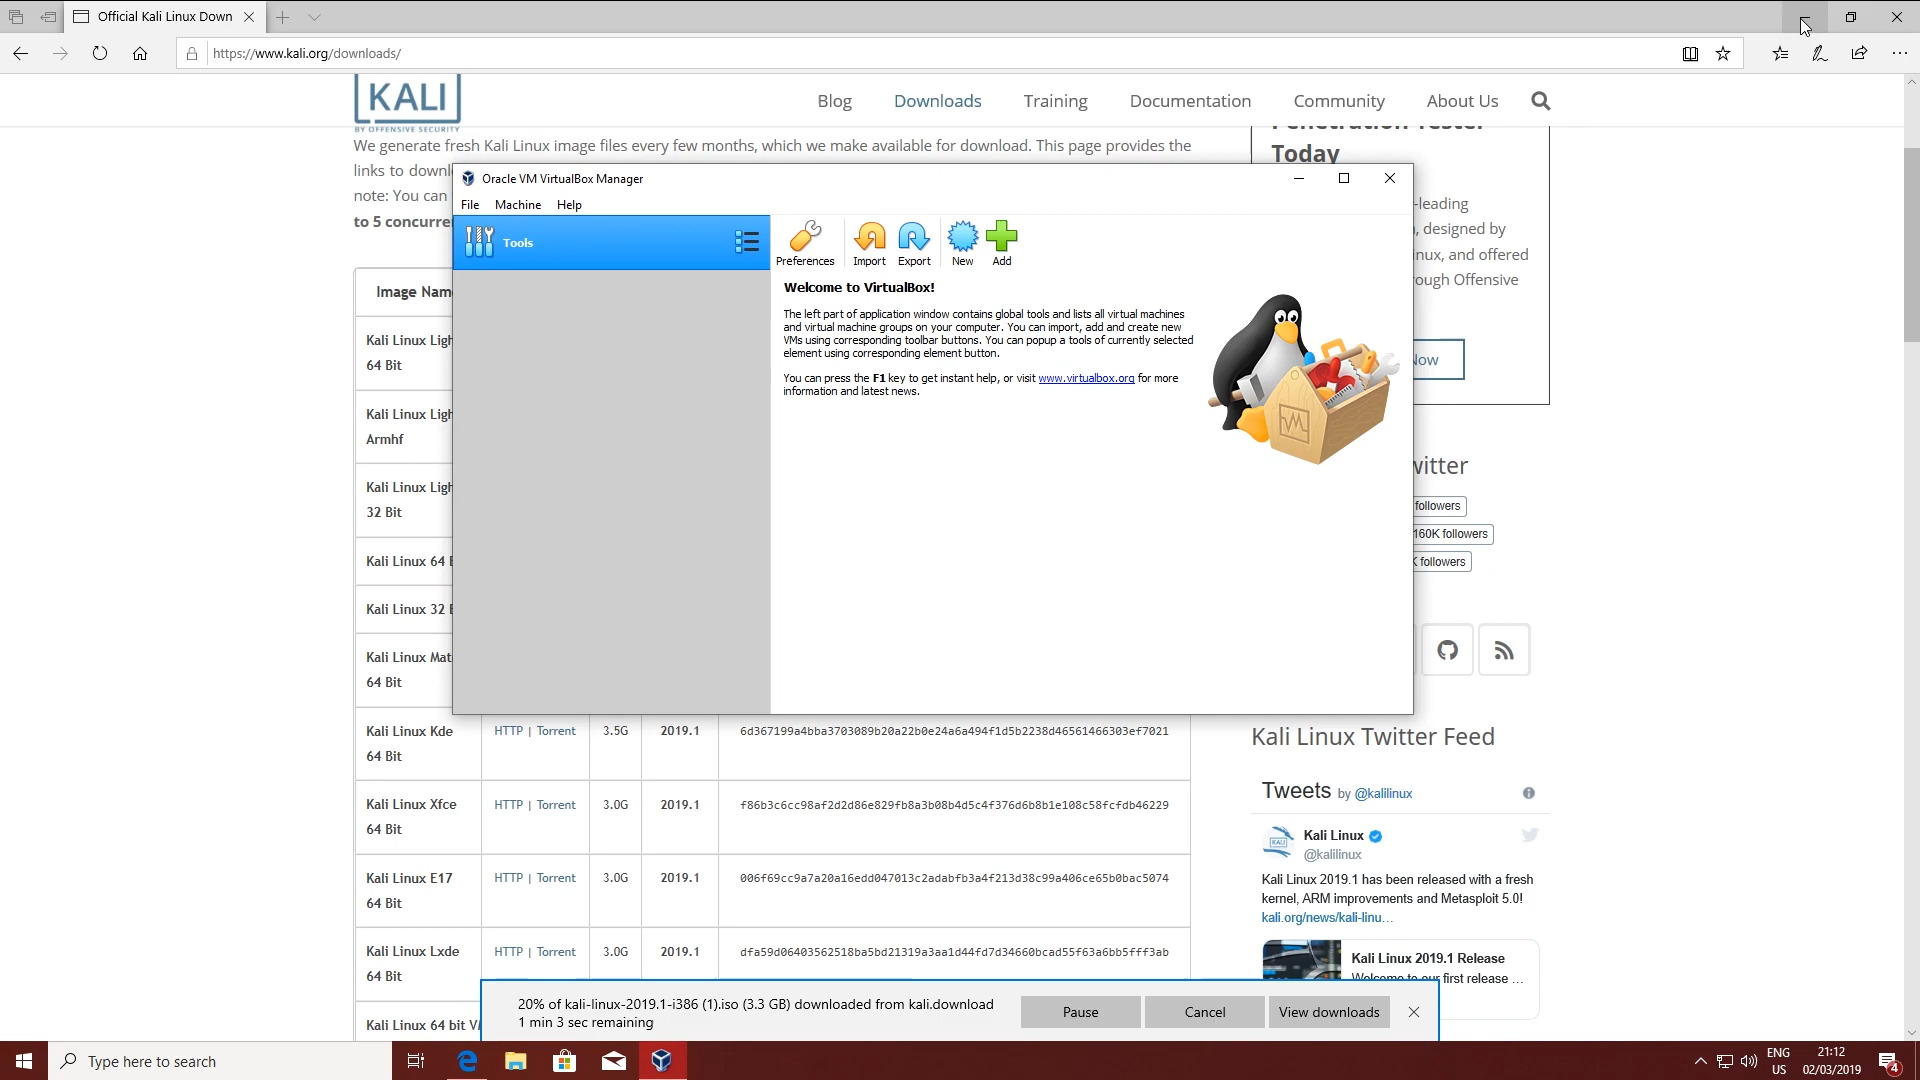 Official Kali Linux Down
https://www.kali.org/downloads/
KALI
BY OFFENSIVE SECURITY
Blog
Downloads
Training
Documentation
Community
About Us
We generate fresh Kali Linux image files every few months, which we make available for download. This page provides the
links to downl
note: You can
to 5 concurre
Today
-leading
, designed by
inux, and offered
rough Offensive
Now
Oracle VM VirtualBox Manager
File
Machine
Help
Tools
Preferences
Import
Export
New
Add
Welcome to VirtualBox!
The left part of application window contains global tools and lists all virtual machines
and virtual machine groups on your computer. You can import, add and create new
VMs using corresponding toolbar buttons. You can popup a tools of currently selected
element using corresponding element button.
You can press the F1 key to get instant help, or visit www.virtualbox.org for more
information and latest news.
Image Nam
Kali Linux Ligh
64 Bit
Kali Linux Ligh
Armhf
Kali Linux Ligh
32 Bit
Kali Linux 64 B
Kali Linux 32 B
Kali Linux Mat
64 Bit
Kali Linux Kde
64 Bit
HTTP | Torrent
3.5G
2019.1
6d367199a4bba3703089b20a22b0e24a6a494f1d5b2238d46561466303ef7021
Kali Linux Xfce
64 Bit
HTTP | Torrent
3.0G
2019.1
f86b3c6cc98af2d2d86e829fb8a3b08b4d5c4f376d6b8b1e108c58fcfdb46229
Kali Linux E17
64 Bit
HTTP | Torrent
3.0G
2019.1
006f69cc9a7a20a16edd047013c2adabfb3a4f213d38c99a406ce65b0bac5074
Kali Linux Lxde
64 Bit
HTTP | Torrent
3.0G
2019.1
dfa59d06403562518ba5bd21319a3aa1d44fd7d34660bcad55f63a6bb5fff3ab
Kali Linux 64 bit VM
witter
followers
160K followers
K followers
Kali Linux Twitter Feed
Tweets by @kalilinux
Kali Linux
@kalilinux
Kali Linux 2019.1 has been released with a fresh
kernel, ARM improvements and Metasploit 5.0!
kali.org/news/kali-linu…
Kali Linux 2019.1 Release
Welcome to our first release …
20% of kali-linux-2019.1-i386 (1).iso (3.3 GB) downloaded from kali.download
1 min 3 sec remaining
Pause
Cancel
View downloads
Type here to search
ENG
US
21:12
02/03/2019
4